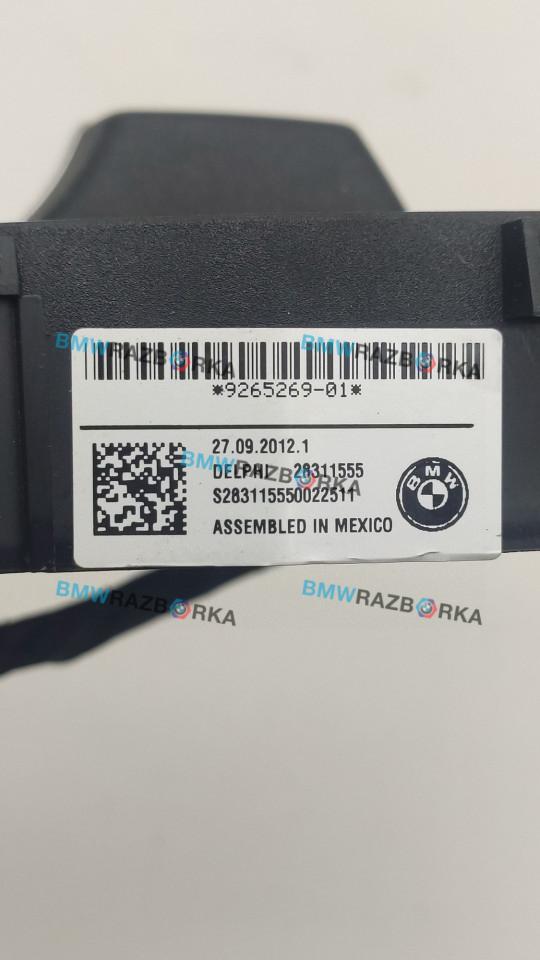 BMWRAZBORKA BMWRAZBORKA
*9265269-01*
27.09.2012.1
DELPHI 28311555
BMWRAZBORKA
S283115550022511
BMW
ASSEMBLED IN MEXICO
BMWRAZBORKA BMWRAZBORKA